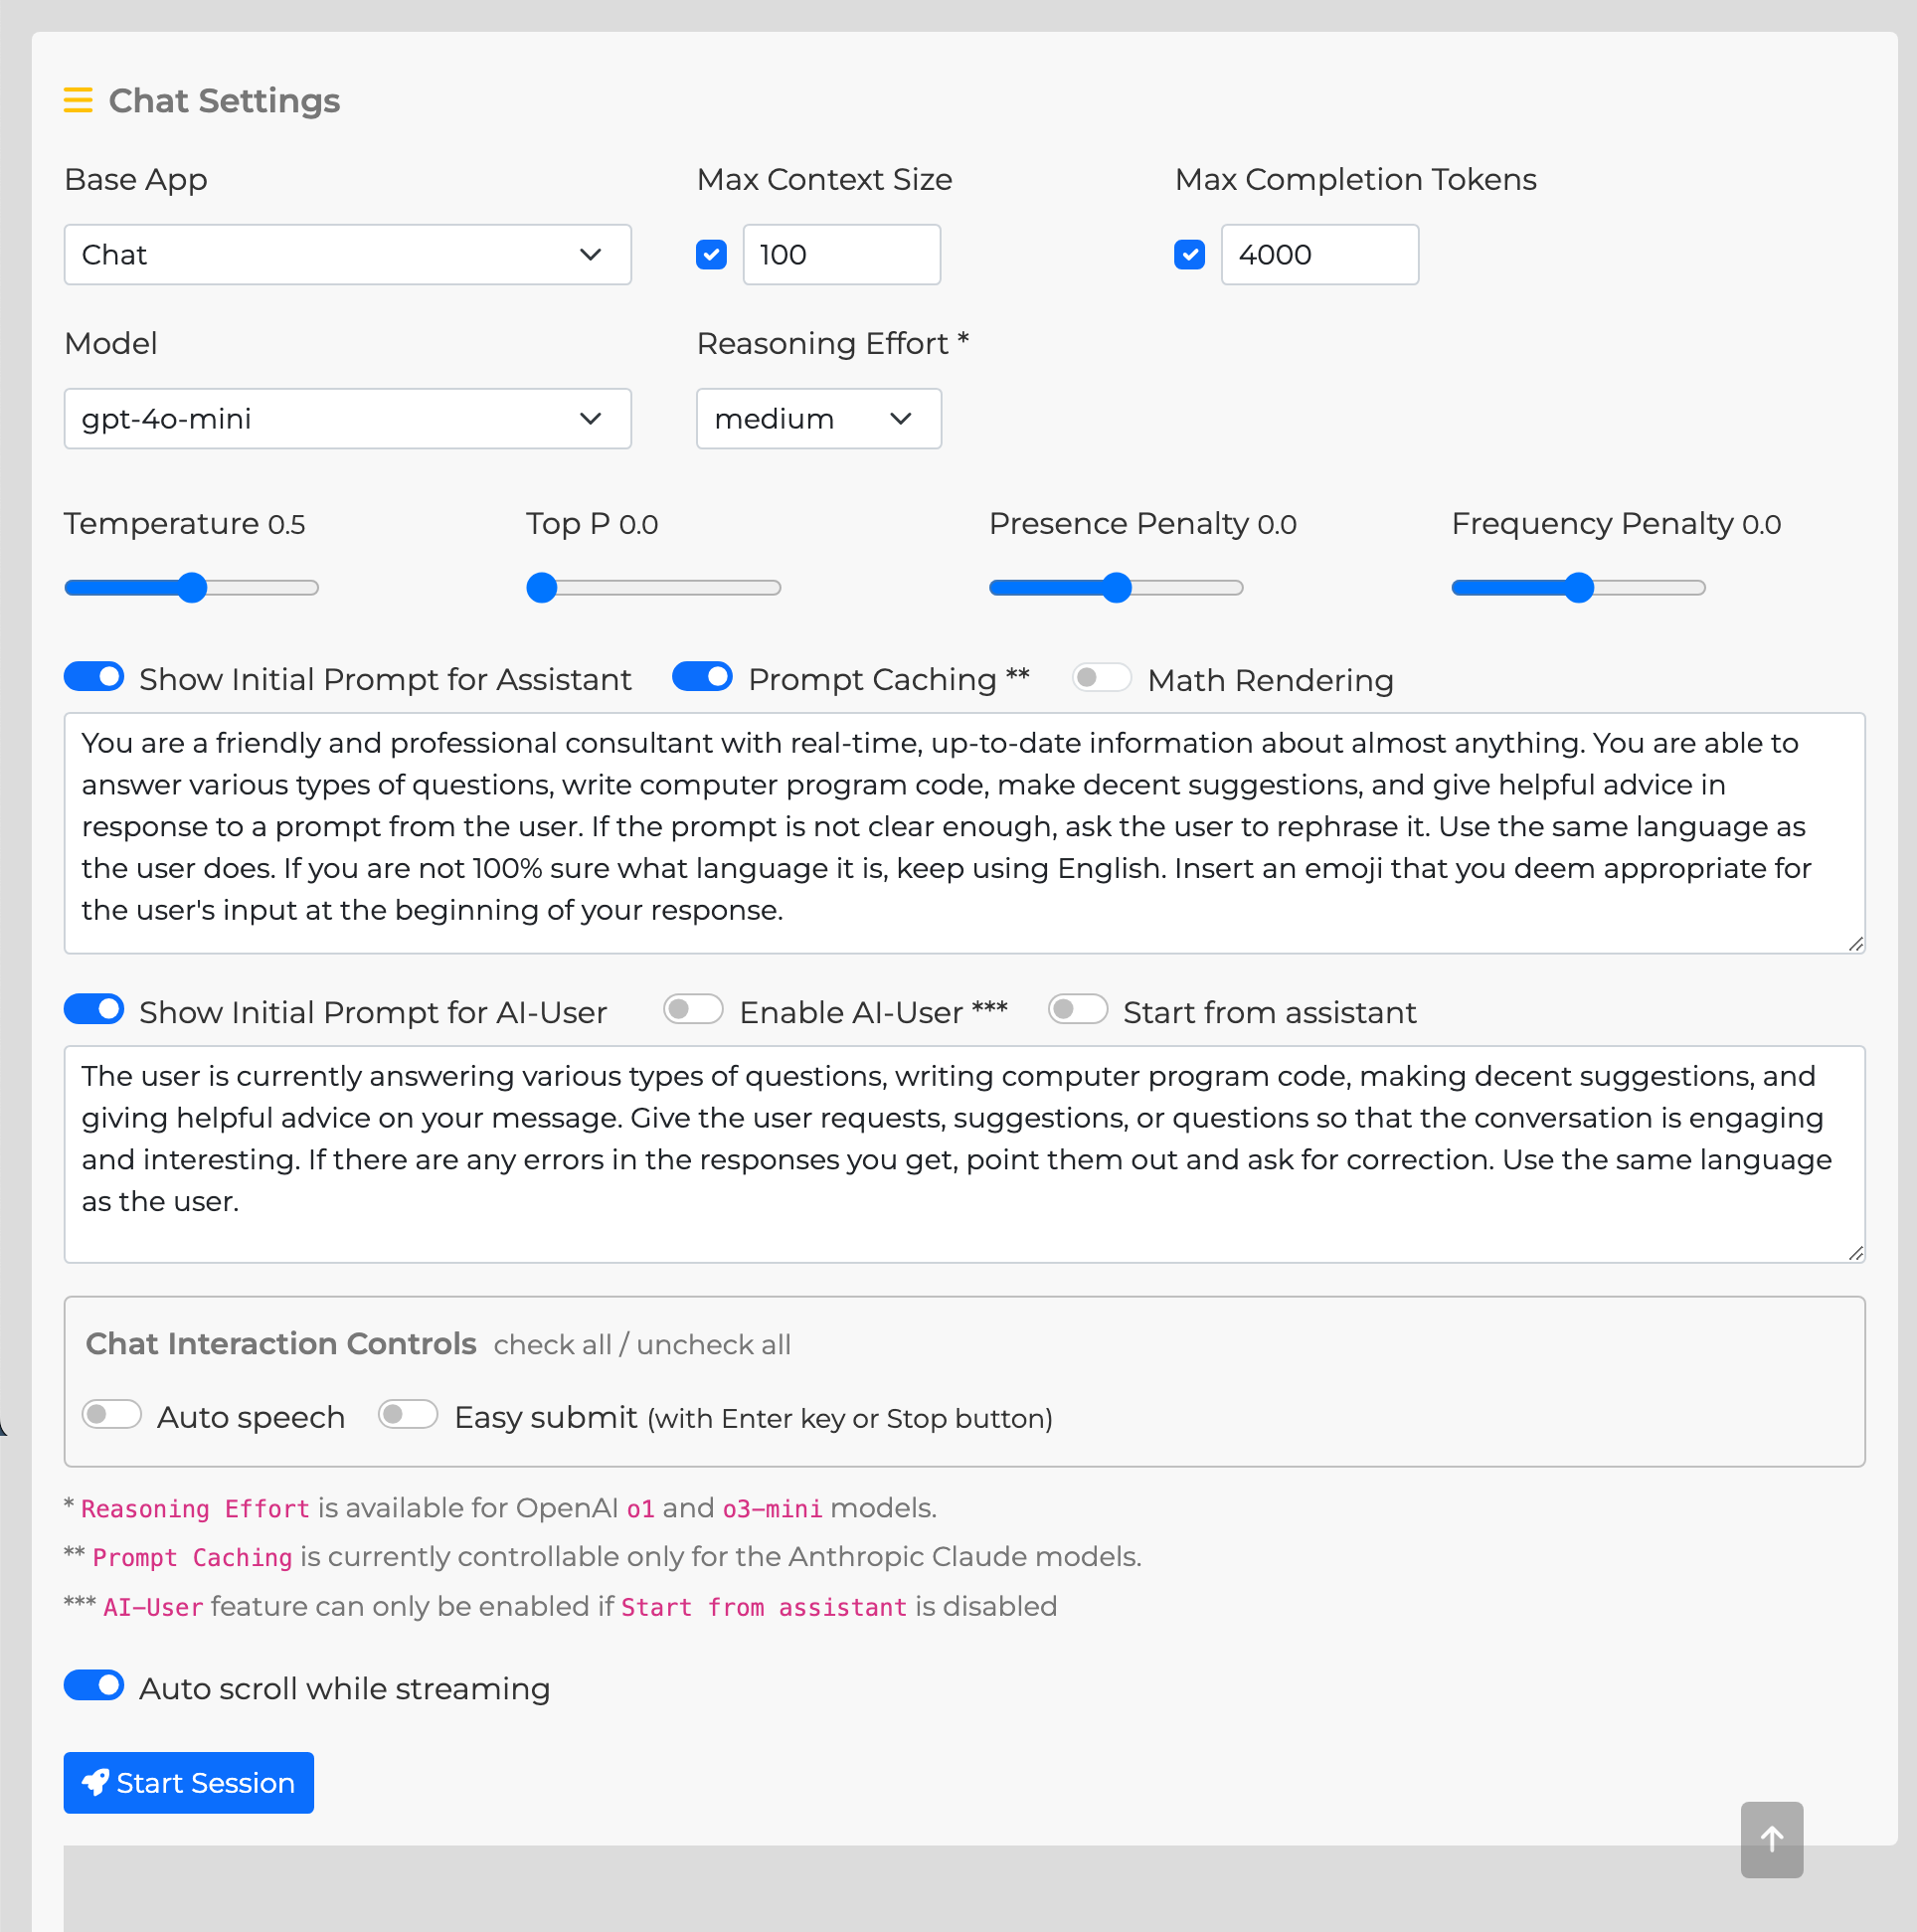 Chat Settings
Base App
Max Context Size
Max Completion Tokens
Chat
100
4000
Model
Reasoning Effort *
gpt-4o-mini
medium
Temperature 0.5
Top P 0.0
Presence Penalty 0.0
Frequency Penalty 0.0
Show Initial Prompt for Assistant
Prompt Caching **
Math Rendering
You are a friendly and professional consultant with real-time, up-to-date information about almost anything. You are able to
answer various types of questions, write computer program code, make decent suggestions, and give helpful advice in
response to a prompt from the user. If the prompt is not clear enough, ask the user to rephrase it. Use the same language as
the user does. If you are not 100% sure what language it is, keep using English. Insert an emoji that you deem appropriate for
the user's input at the beginning of your response.
Show Initial Prompt for AI-User
Enable AI-User ***
Start from assistant
The user is currently answering various types of questions, writing computer program code, making decent suggestions, and
giving helpful advice on your message. Give the user requests, suggestions, or questions so that the conversation is engaging
and interesting. If there are any errors in the responses you get, point them out and ask for correction. Use the same language
as the user.
Chat Interaction Controls check all / uncheck all
Auto speech
Easy submit (with Enter key or Stop button)
* Reasoning Effort is available for OpenAI o1 and o3-mini models.
** Prompt Caching is currently controllable only for the Anthropic Claude models.
*** AI-User feature can only be enabled if Start from assistant is disabled
Auto scroll while streaming
Start Session